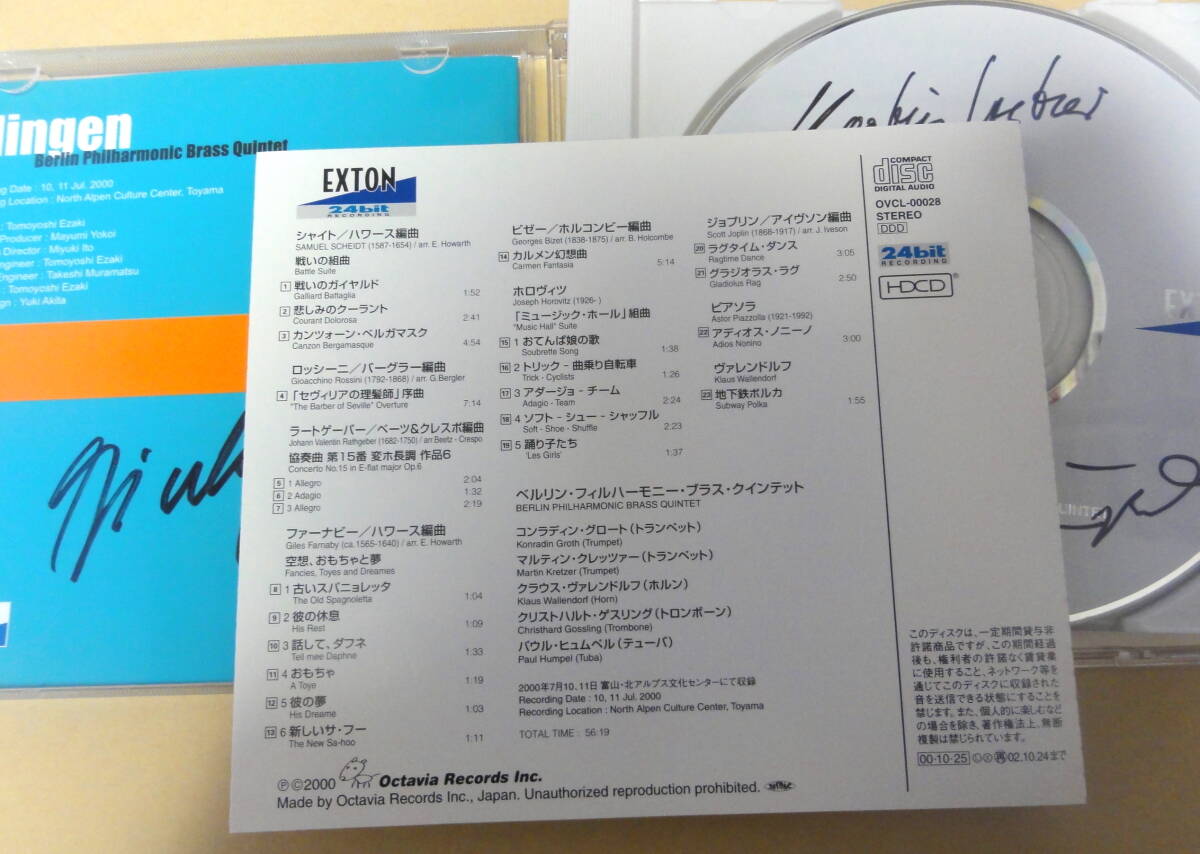 lingen
Berlin Philharmonic Brass Quintet
g Date : 10, 11 Jul. 2000
g Location : North Alpen Culture Center, Toyama
: Tomoyoshi Ezaki
Producer : Mayumi Yokoi
Director : Miyuki Ito
ngineer : Tomoyoshi Ezaki
Engineer : Takeshi Muramatsu
: Tomoyoshi Ezaki
ign : Yuki Akita
EXTON
24bit
RECORDING
シャイト／ハワース編曲
SAMUEL SCHEIDT (1587-1654) / arr. E. Howarth
戦いの組曲
Battle Suite
1 戦いのガイヤルド
Galliard Battaglia 1:52
2 悲しみのクーラント
Courant Dolorosa 2:41
3 カンツォーン・ベルガマスク
Canzon Bergamasque 4:54
ロッシーニ／バーグラー編曲
Gioacchino Rossini (1792-1868) / arr. G.Bergler
4 「セヴィリアの理髪師」序曲
"The Barber of Seville" Overture 7:14
ラートゲーバー／ベーツ＆クレスポ編曲
Johann Valentin Rathgeber (1682-1750) / arr.Beetz - Crespo
協奏曲 第15番 変ホ長調 作品6
Concerto No.15 in E-flat major Op.6
5 1 Allegro 2:04
6 2 Adagio 1:32
7 3 Allegro 2:19
ファーナビー／ハワース編曲
Giles Farnaby (ca.1565-1640) / arr. E. Howarth
空想、おもちゃと夢
Fancies, Toyes and Dreames
8 1 古いスパニョレッタ
The Old Spagnoletta 1:04
9 2 彼の休息
His Rest 1:09
10 3 話して、ダフネ
Tell mee Daphne 1:33
11 4 おもちゃ
A Toye 1:19
12 5 彼の夢
His Dreame 1:03
13 6 新しいサ・フー
The New Sa-hoo 1:11
ビゼー／ホルコンビー編曲
Georges Bizet (1838-1875) / arr. B. Holcombe
14 カルメン幻想曲
Carmen Fantasia 5:14
ホロヴィツ
Joseph Horovitz (1926- )
「ミュージック・ホール」組曲
"Music Hall" Suite
15 1 おてんば娘の歌
Soubrette Song 1:38
16 2 トリック - 曲乗り自転車
Trick - Cyclists 1:26
17 3 アダージョ - チーム
Adagio - Team 2:24
18 4 ソフト - シュー - シャッフル
Soft - Shoe - Shuffle 2:23
19 5 踊り子たち
'Les Girls' 1:37
ジョプリン／アイヴソン編曲
Scott Joplin (1868-1917) / arr. J. Iveson
20 ラグタイム・ダンス
Ragtime Dance 3:05
21 グラジオラス・ラグ
Gladiolus Rag 2:50
ピアソラ
Astor Piazzolla (1921-1992)
22 アディオス・ノニーノ
Adios Nonino 3:00
ヴァレンドルフ
Klaus Wallendorf
23 地下鉄ポルカ
Subway Polka 1:55
ベルリン・フィルハーモニー・ブラス・クインテット
BERLIN PHILHARMONIC BRASS QUINTET
コンラディン・グロート（トランペット）
Konradin Groth (Trumpet)
マルティン・クレッツァー（トランペット）
Martin Kretzer (Trumpet)
クラウス・ヴァレンドルフ（ホルン）
Klaus Wallendorf (Horn)
クリストハルト・ゲスリング（トロンボーン）
Christhard Gossling (Trombone)
パウル・ヒュムペル（テューバ）
Paul Humpel (Tuba)
2000年7月10、11日 富山・北アルプス文化センターにて収録
Recording Date : 10, 11 Jul. 2000
Recording Location : North Alpen Culture Center, Toyama
TOTAL TIME : 56:19
COMPACT
disc
DIGITAL AUDIO
OVCL-00028
STEREO
DDD
24bit
RECORDING
HDCD®
このディスクは、一定期間貸与非
許諾商品ですが、この期間経過
後も、権利者の許諾なく賃貸業
に使用すること、ネットワーク等を
通じてこのディスクに収録された
音を送信できる状態にすることを
禁じます。また、個人的に楽しむなど
の場合を除き、著作権法上、無断
複製は禁じられています。
00・10・25 02.10.24まで
℗©2000 Octavia Records Inc.
Made by Octavia Records Inc., Japan. Unauthorized reproduction prohibited.
EX
QUINTET